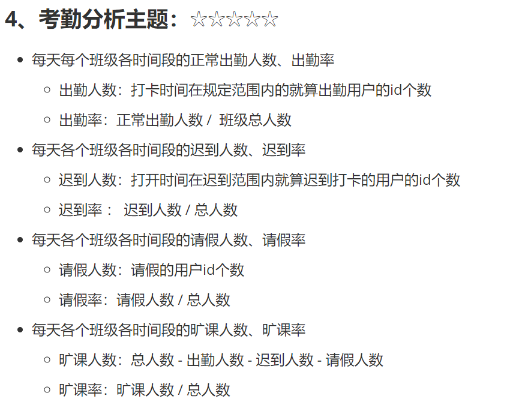 4、考勤分析主题：☆☆☆☆☆
每天每个班级各时间段的正常出勤人数、出勤率
出勤人数：打卡时间在规定范围内的就算出勤用户的id个数
出勤率：正常出勤人数 / 班级总人数
每天各个班级各时间段的迟到人数、迟到率
迟到人数：打开时间在迟到范围内就算迟到打卡的用户的id个数
迟到率 ： 迟到人数 / 总人数
每天各个班级各时间段的请假人数、请假率
请假人数：请假的用户id个数
请假率：请假人数 / 总人数
每天各个班级各时间段的旷课人数、旷课率
旷课人数：总人数 - 出勤人数 - 迟到人数 - 请假人数
旷课率：旷课人数 / 总人数